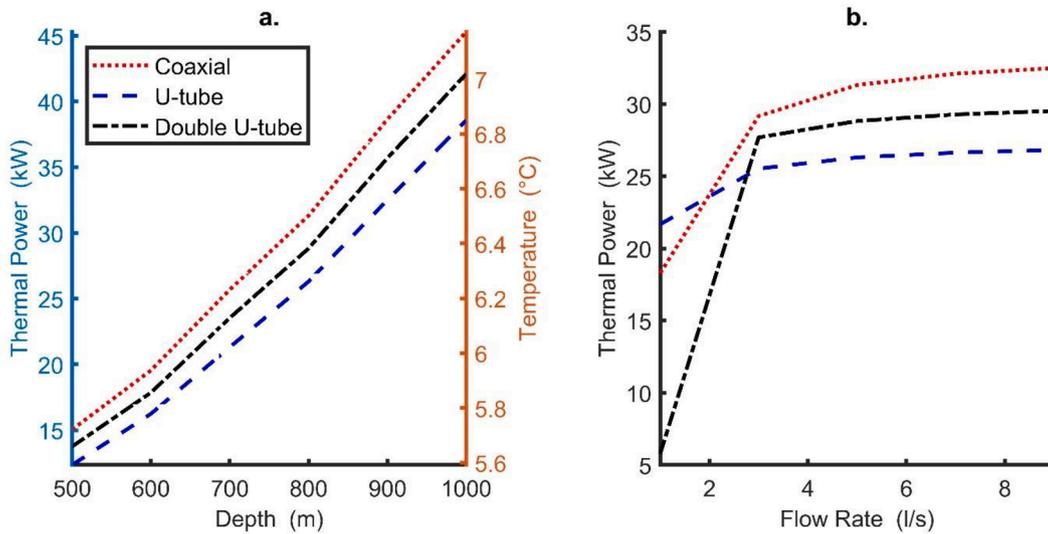 a.
45
40
35
30
25
20
15
Thermal Power (kW)
Coaxial
U-tube
Double U-tube
7
6.8
6.6
6.4
6.2
6
5.8
5.6
Temperature (°C)
500 600 700 800 900 1000
Depth (m)
b.
35
30
25
20
15
10
5
Thermal Power (kW)
2 4 6 8
Flow Rate (l/s)